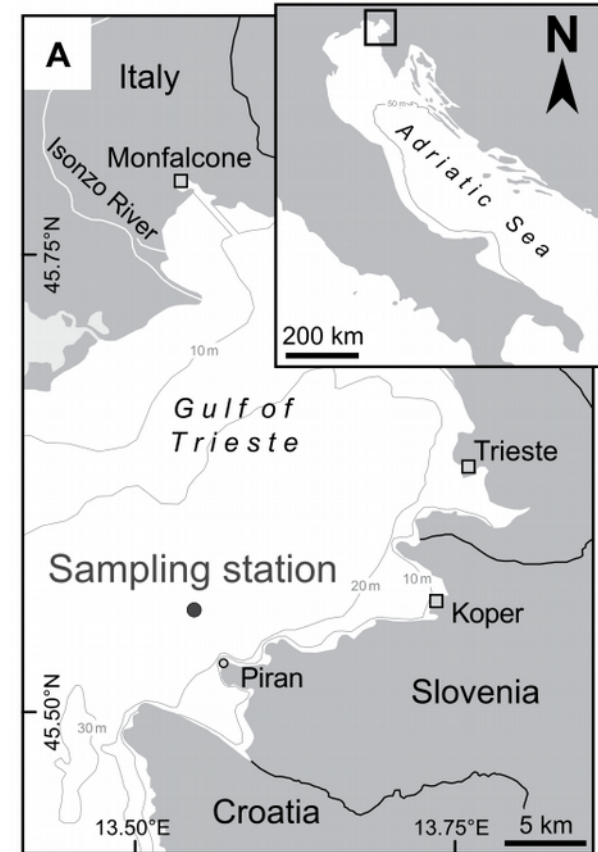 A
Italy
N
50 m
Adriatic Sea
Monfalcone
Isonzo River
45.75°N
200 km
10 m
Gulf of
Trieste
Trieste
Sampling station
20 m
10 m
Koper
Piran
Slovenia
45.50°N
30 m
Croatia
13.50°E
13.75°E
5 km